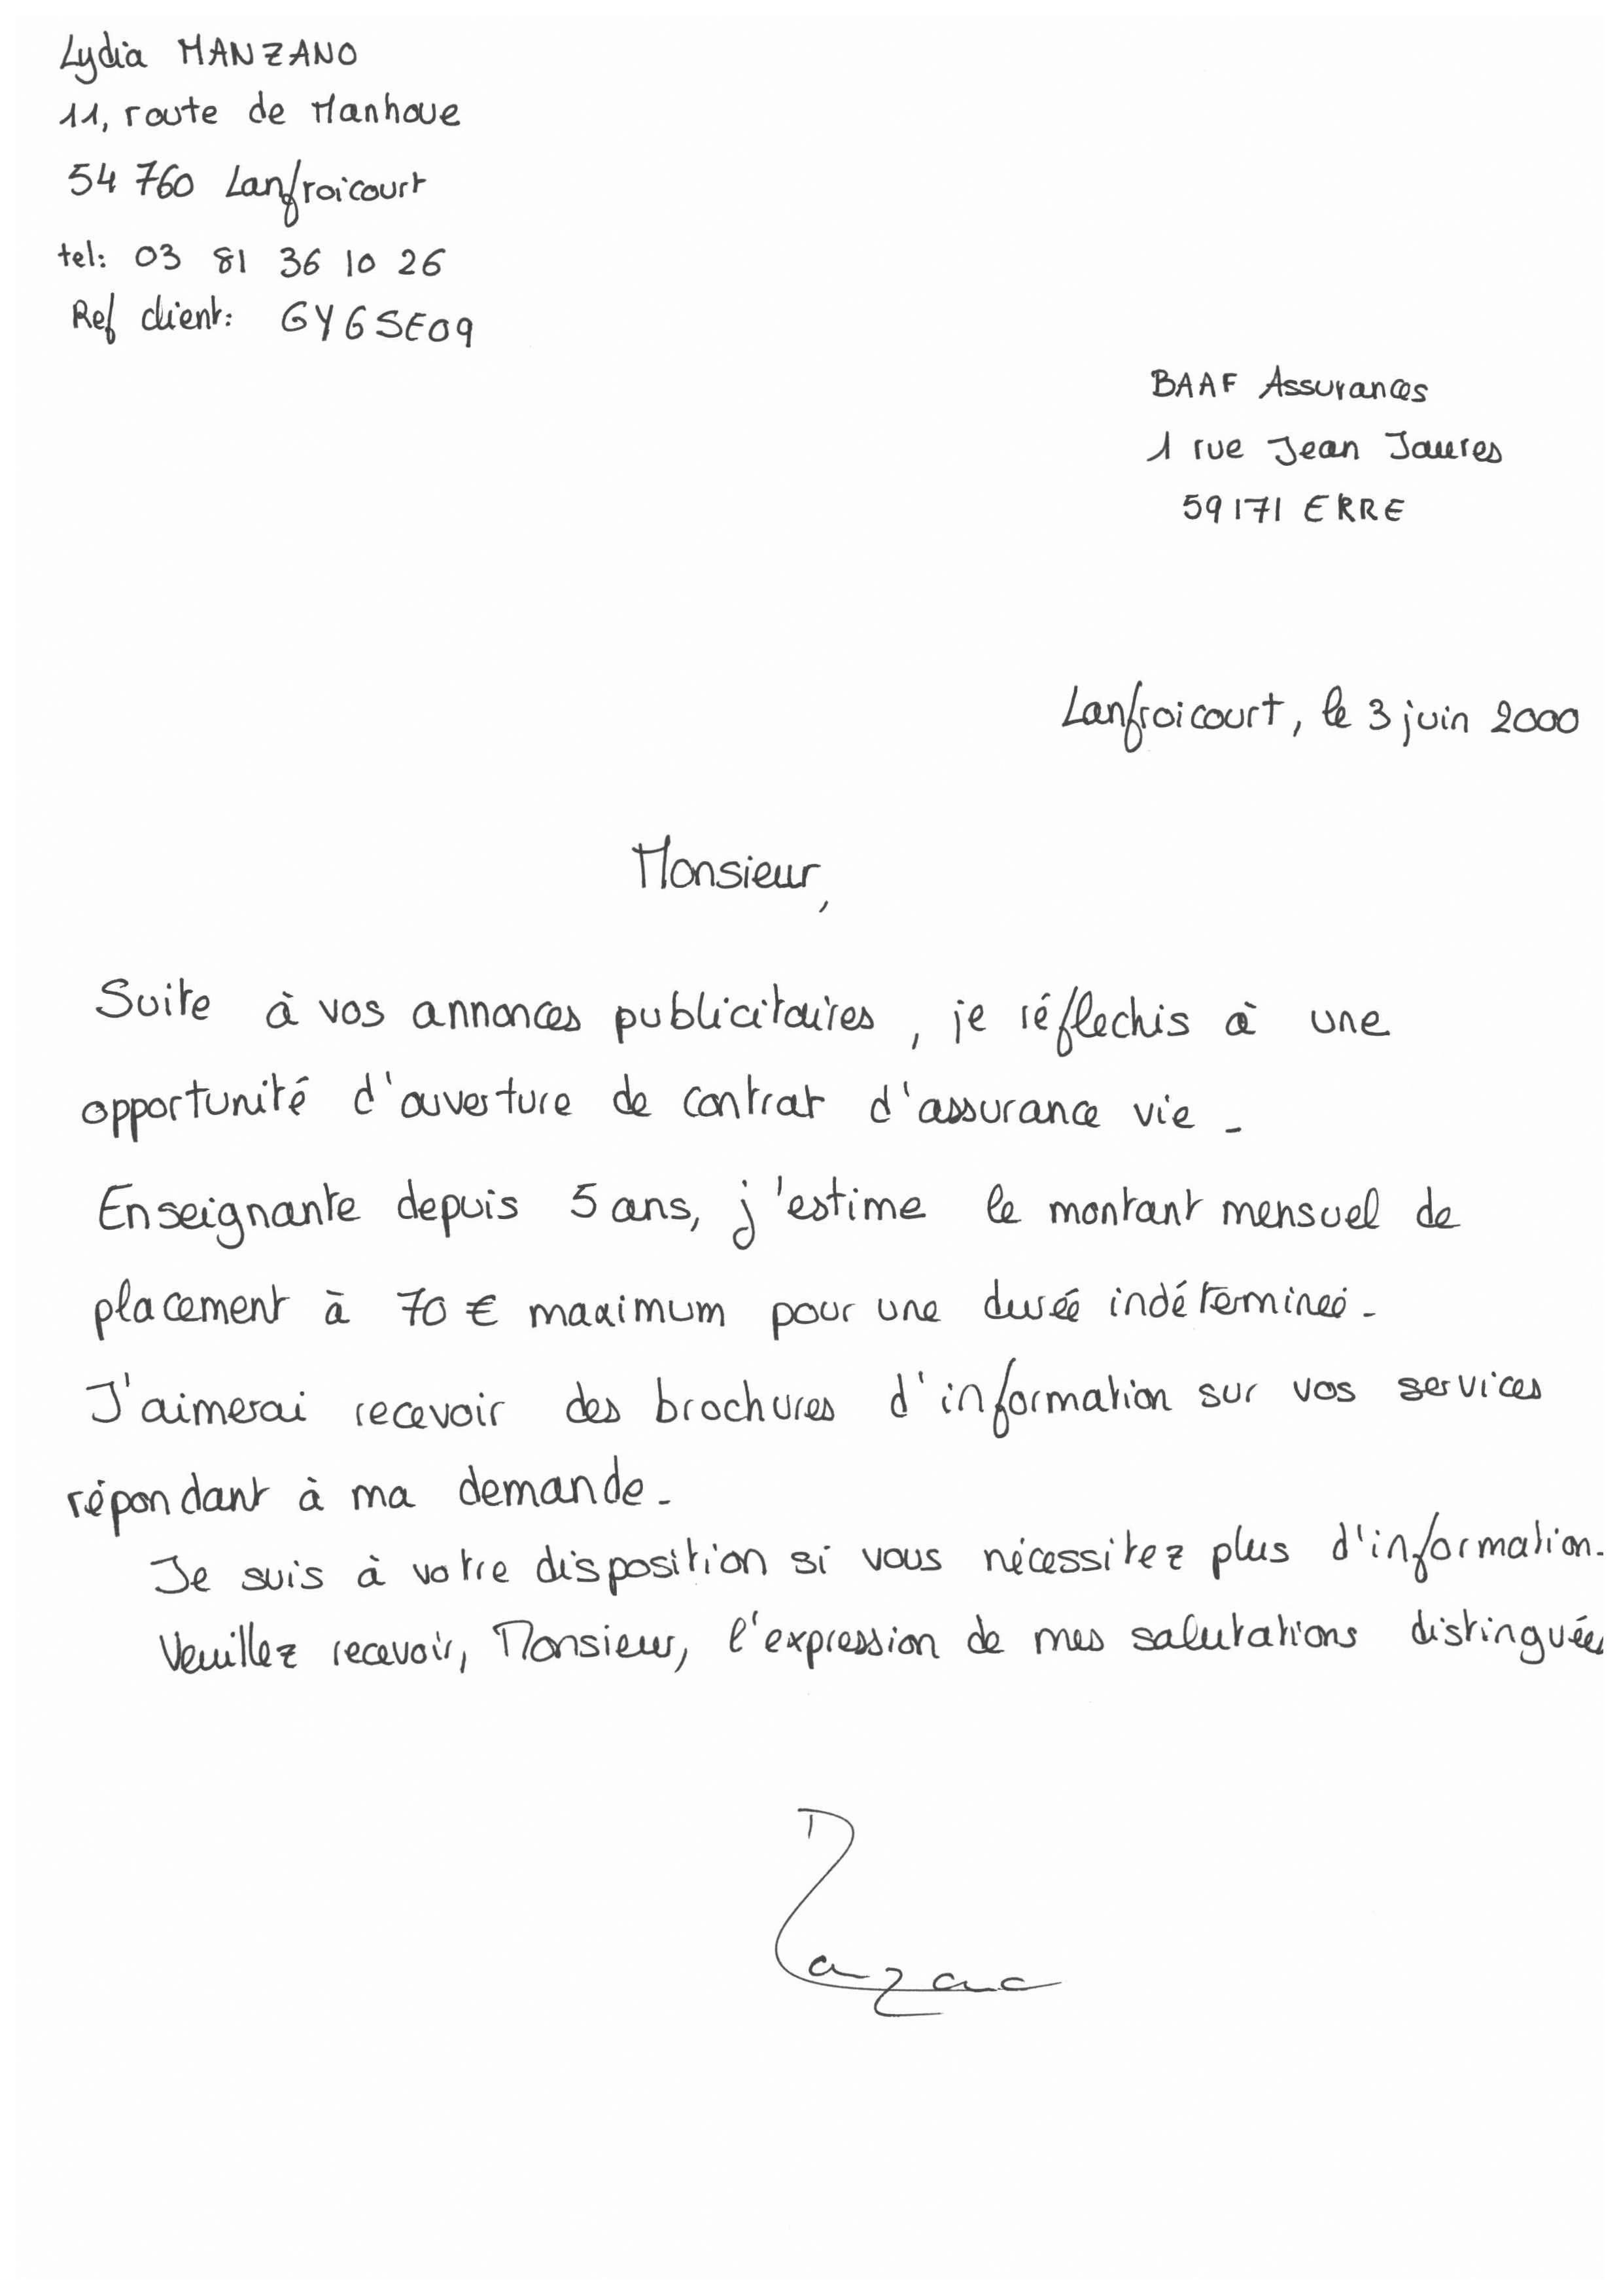 Lydia MANZANO
11, route de Manhoue
54 760 Lanfroicourt
tel: 03 81 36 10 26
Ref client: GYGSE09
BAAF Assurances
1 rue Jean Jaures
59171 ERRE
Lanfroicourt, le 3 juin 2000
Monsieur,
Suite à vos annonces publicitaires, je réflechis à une
opportunité d'ouverture de contrat d'assurance vie.
Enseignante depuis 5 ans, j'estime le montant mensuel de
placement à 70 € maximum pour une durée indéterminée.
J'aimerai recevoir des brochures d'information sur vos services
répondant à ma demande.
Je suis à votre disposition si vous nécessitez plus d'information.
Veuillez recevoir, Monsieur, l'expression de mes salutations distinguées
Manzano